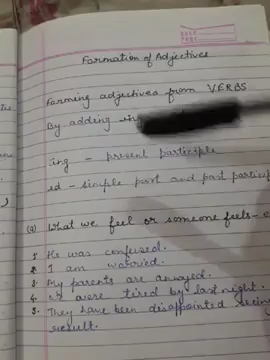 Formation of Adjectives
Forming adjectives from VERBS
By adding ing
ing - present participle
ed - simple past and past particip
(a) What we feel or someone feels -
1. He was confused.
2. I am worried.
3. My parents are annoyed.
4. were tired by last night.
5. They have been disappointed seeing
result.